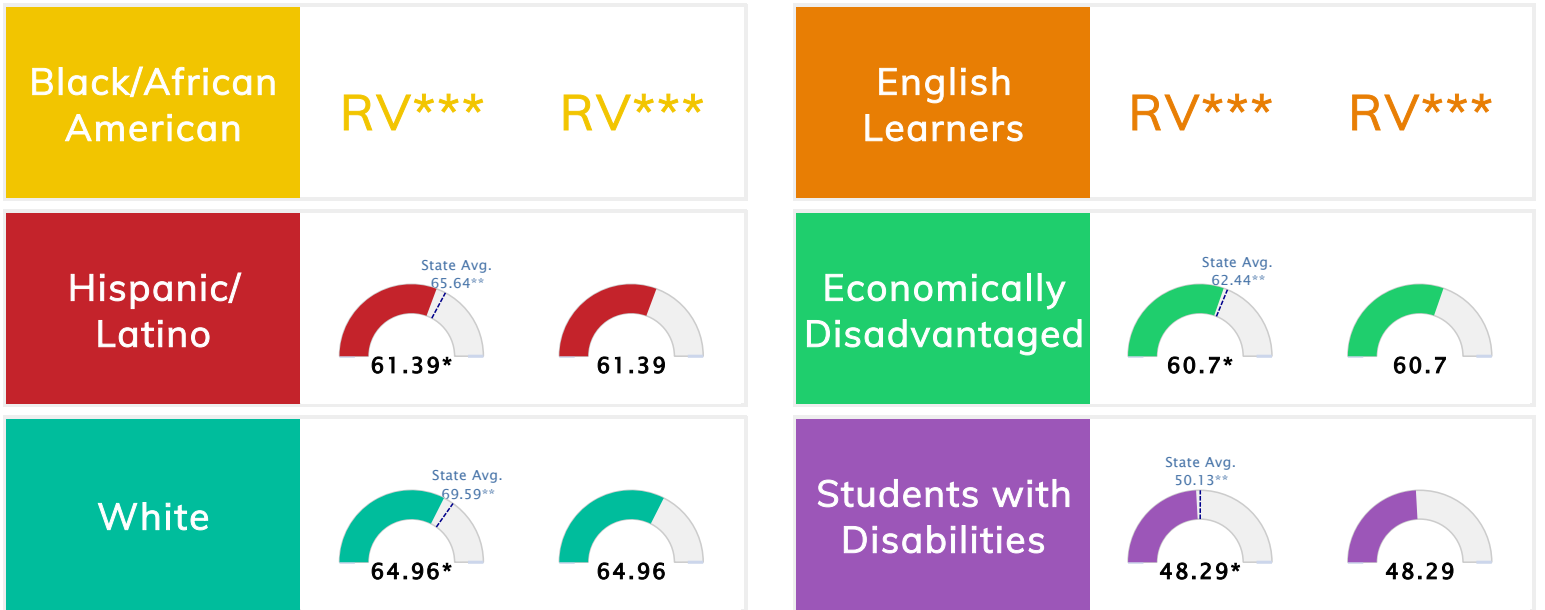 Black/African
American
RV*** RV***
English
Learners
RV*** RV***
Hispanic/
Latino
State Avg.
65.64**
61.39* 61.39
Economically
Disadvantaged
State Avg.
62.44**
60.7* 60.7
White
State Avg.
69.59**
64.96* 64.96
Students with
Disabilities
State Avg.
50.13**
48.29* 48.29